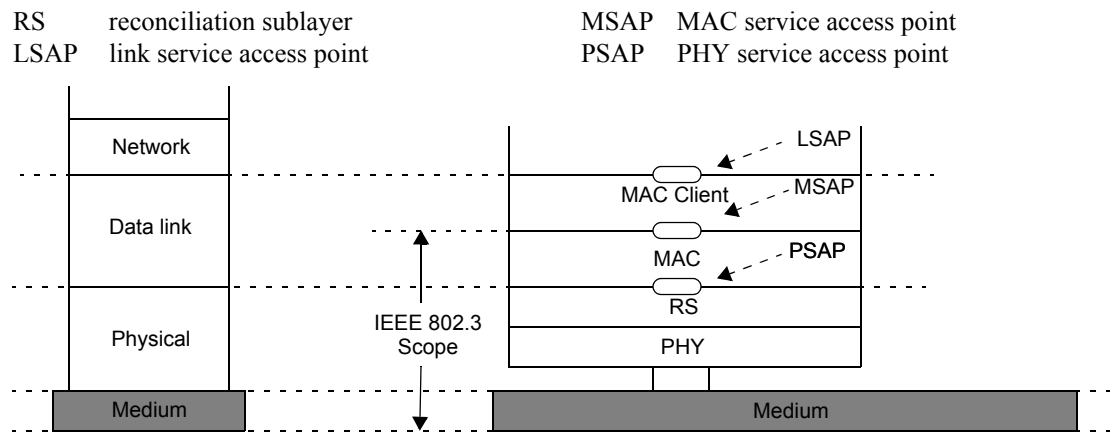 RS reconciliation sublayer MSAP MAC service access point
LSAP link service access point PSAP PHY service access point
LSAP
Network
MAC Client
MSAP
Data link
MAC
PSAP
RS
IEEE 802.3
Scope
Physical
PHY
Medium
Medium